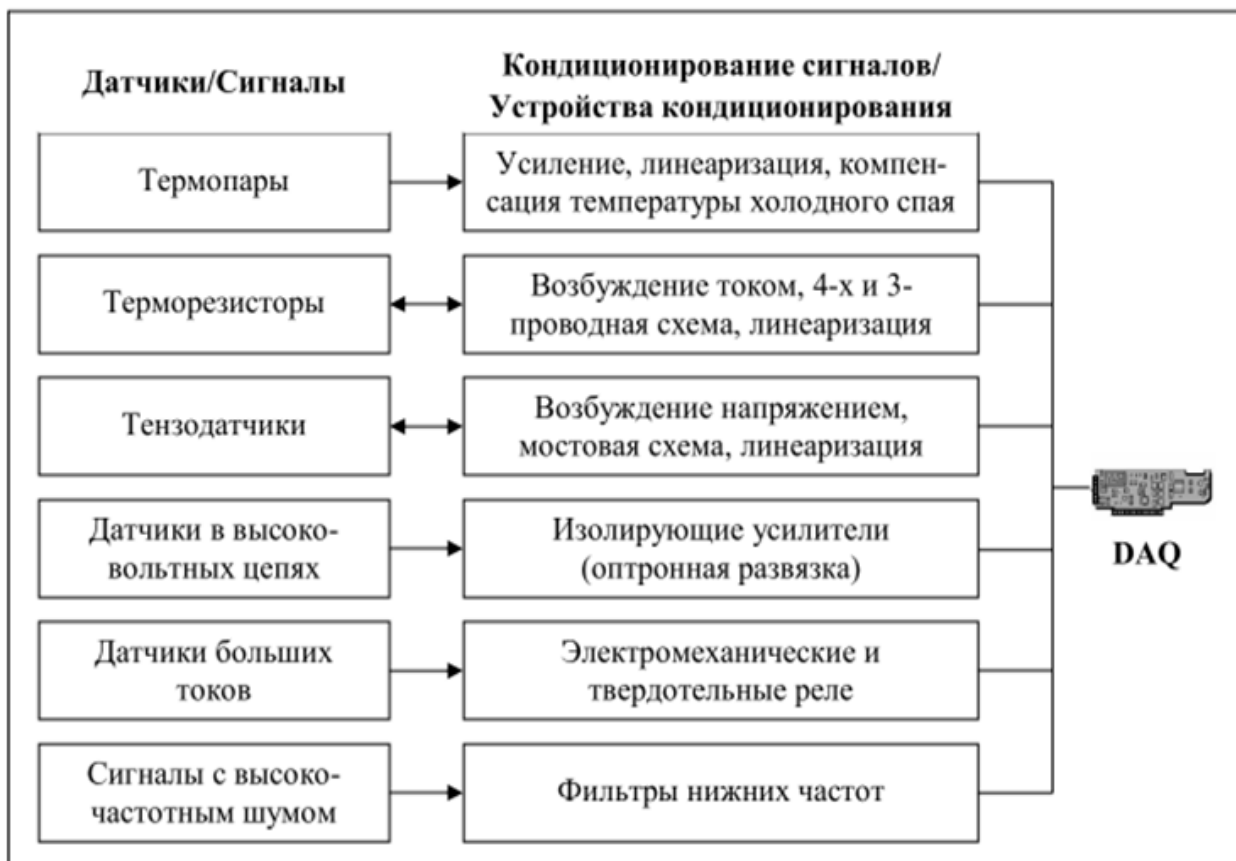 Датчики/Сигналы
Кондиционирование сигналов/
Устройства кондиционирования
Термопары
Усиление, линеаризация, компен-
сация температуры холодного спая
Терморезисторы
Возбуждение током, 4-х и 3-
проводная схема, линеаризация
Тензодатчики
Возбуждение напряжением,
мостовая схема, линеаризация
Датчики в высоко-
вольтных цепях
Изолирующие усилители
(оптронная развязка)
DAQ
Датчики больших
токов
Электромеханические и
твердотельные реле
Сигналы с высоко-
частотным шумом
Фильтры нижних частот